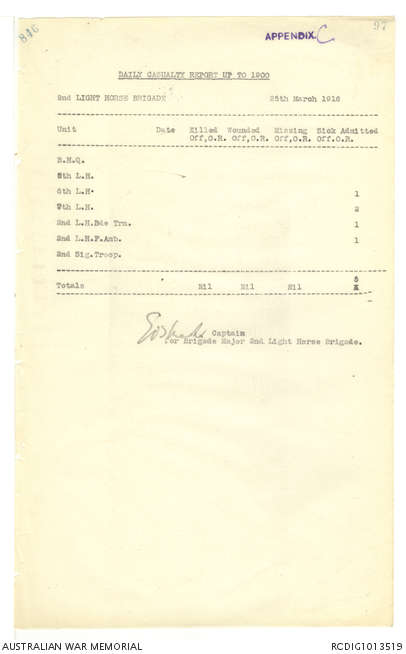 846
APPENDIX C
97
DAILY CASUALTY REPORT UP TO 1200
2nd LIGHT HORSE BRIGADE 25th March 1918
Unit Date Killed Wounded Missing Sick Admitted
Off,O.R. Off,O.R. Off,O.R. Off.O.R.
B.H.Q.
5th L.H.
6th L.H. 1
7th L.H. 2
2nd L.H.Bde Trn. 1
2nd L.H.F.Amb. 1
2nd Sig.Troop.
5
Totals Nil Nil Nil
Captain
For Brigade Major 2nd Light Horse Brigade.
AUSTRALIAN WAR MEMORIAL RCDIG1013519